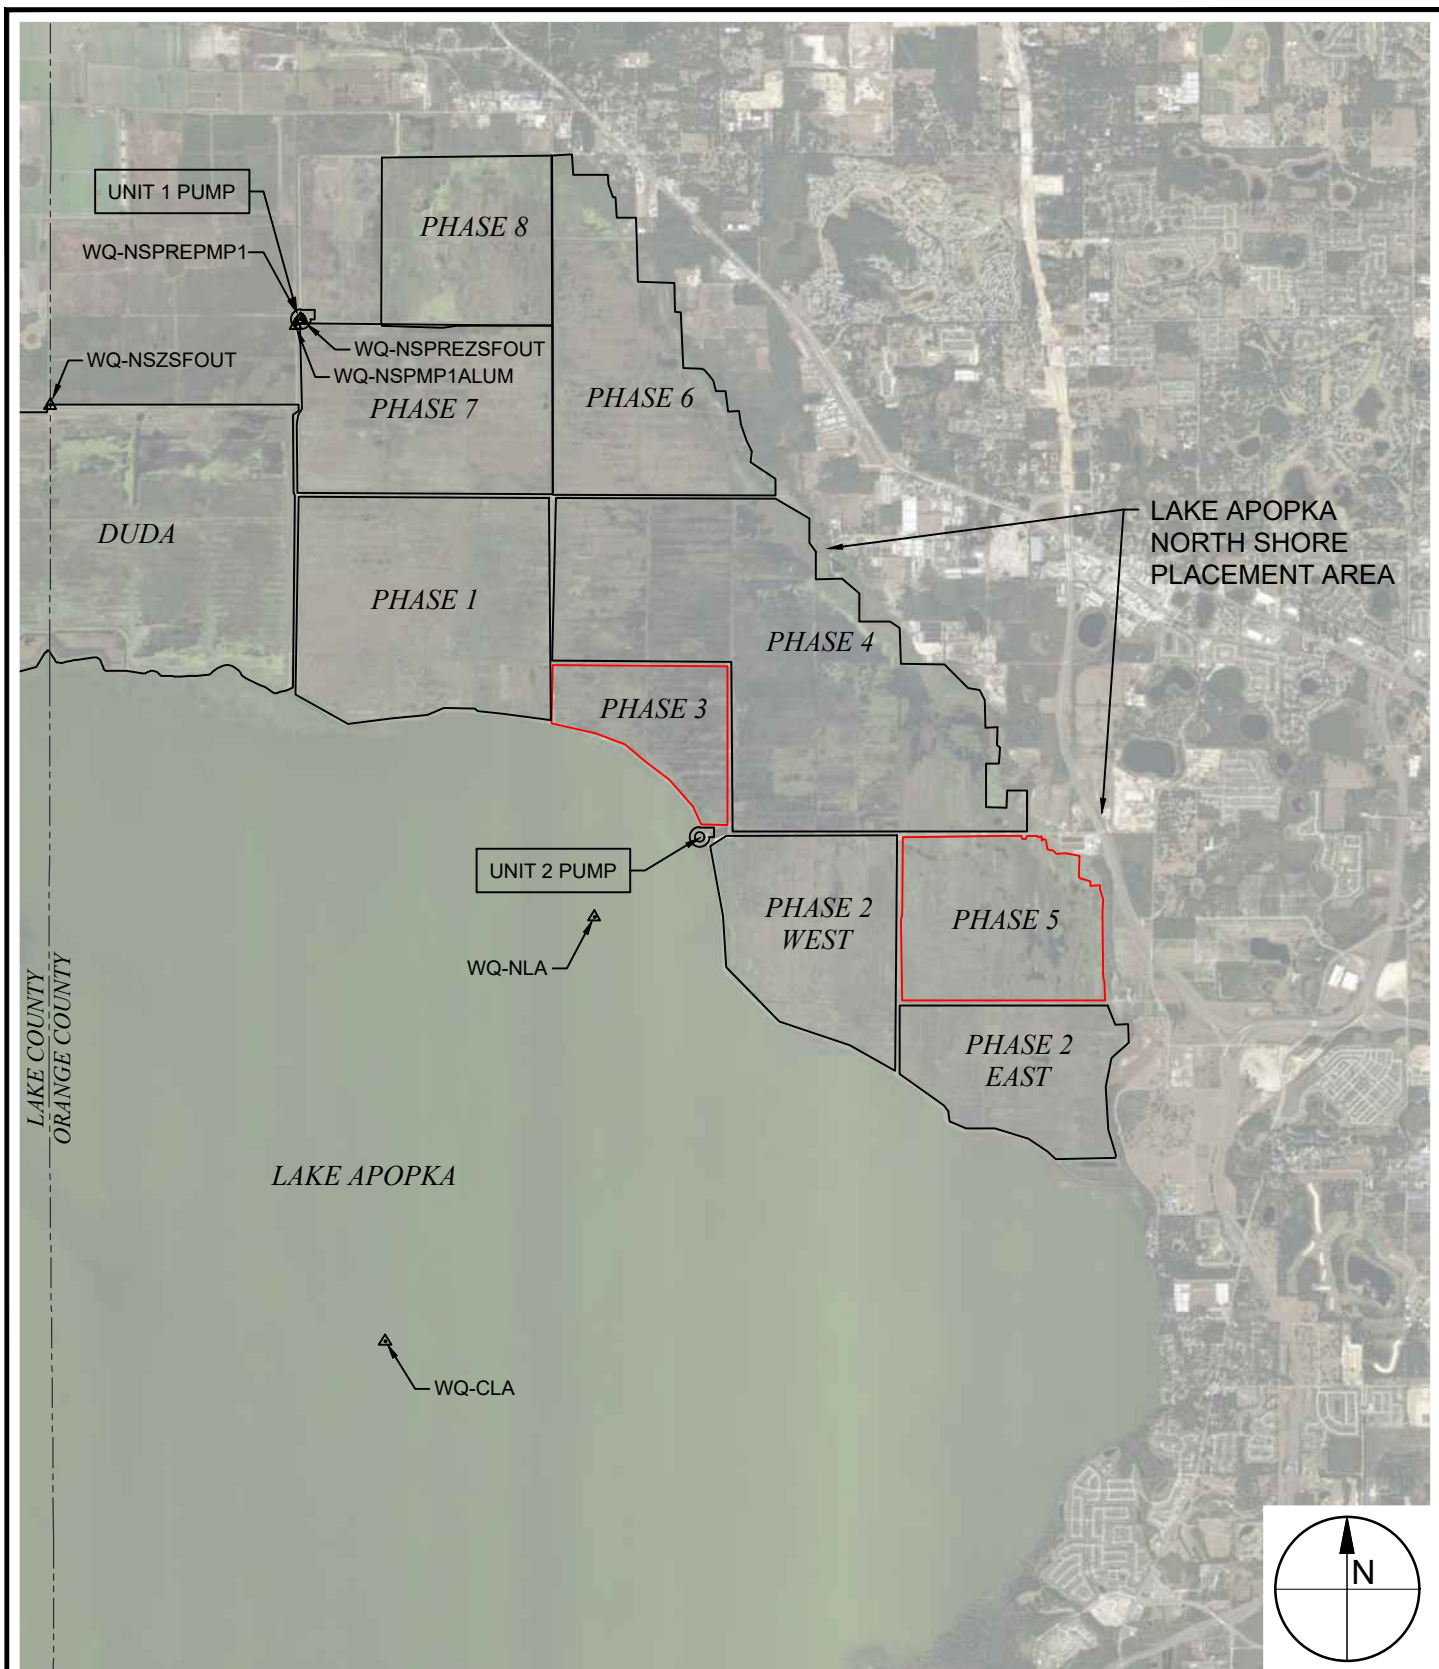 UNIT 1 PUMP
PHASE 8
WQ-NSPREPMP1
WQ-NSPREZSFOUT
WQ-NSZSFOUT
WQ-NSPMP1ALUM
PHASE 7
PHASE 6
DUDA
LAKE APOPKA
NORTH SHORE
PLACEMENT AREA
PHASE 1
PHASE 4
PHASE 3
UNIT 2 PUMP
PHASE 2
WEST
PHASE 5
WQ-NLA
LAKE COUNTY
ORANGE COUNTY
PHASE 2
EAST
LAKE APOPKA
WQ-CLA
N